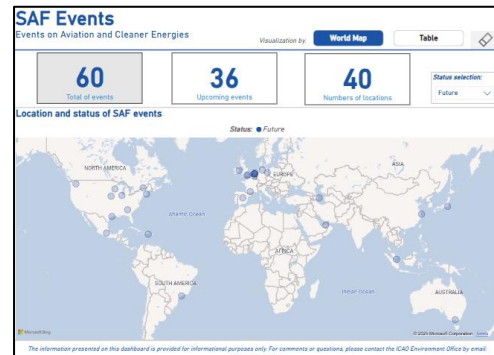 SAF Events
Events on Aviation and Cleaner Energies
Visualization by
World Map
Table
60
Total of events
36
Upcoming events
40
Numbers of locations
Status selection:
Future
Location and status of SAF events
Status: Future
NORTH AMERICA
EUROPE
ASIA
Atlantic Ocean
AFRICA
SOUTH AMERICA
Indian Ocean
AUSTRALIA
Microsoft Bing
© 2025 Microsoft Corporation Terms
The information presented on this dashboard is provided for informational purposes only. For comments or questions, please contact the ICAO Environment Office by email.